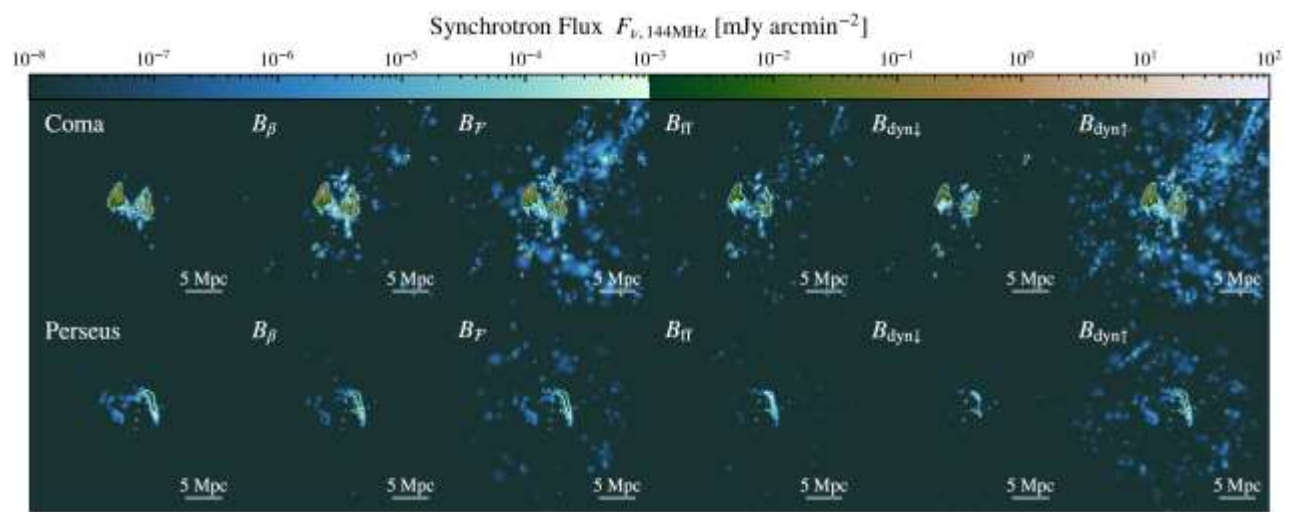 Synchrotron Flux F_{ν, 144MHz} [mJy arcmin⁻²]
10⁻⁸ 10⁻⁷ 10⁻⁶ 10⁻⁵ 10⁻⁴ 10⁻³ 10⁻² 10⁻¹ 10⁰ 10¹ 10²
Coma B_β B_𝓕 B_ff B_dyn↓ B_dyn↑
5 Mpc 5 Mpc 5 Mpc 5 Mpc 5 Mpc 5 Mpc
Perseus B_β B_𝓕 B_ff B_dyn↓ B_dyn↑
5 Mpc 5 Mpc 5 Mpc 5 Mpc 5 Mpc 5 Mpc